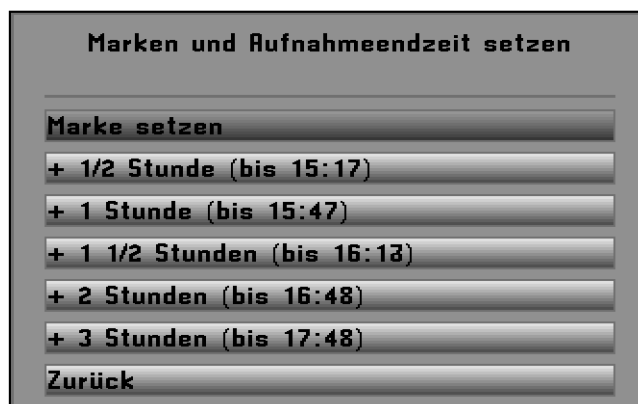 Marken und Aufnahmeendzeit setzen
Marke setzen
+ 1/2 Stunde (bis 15:17)
+ 1 Stunde (bis 15:47)
+ 1 1/2 Stunden (bis 16:18)
+ 2 Stunden (bis 16:48)
+ 3 Stunden (bis 17:48)
Zurück